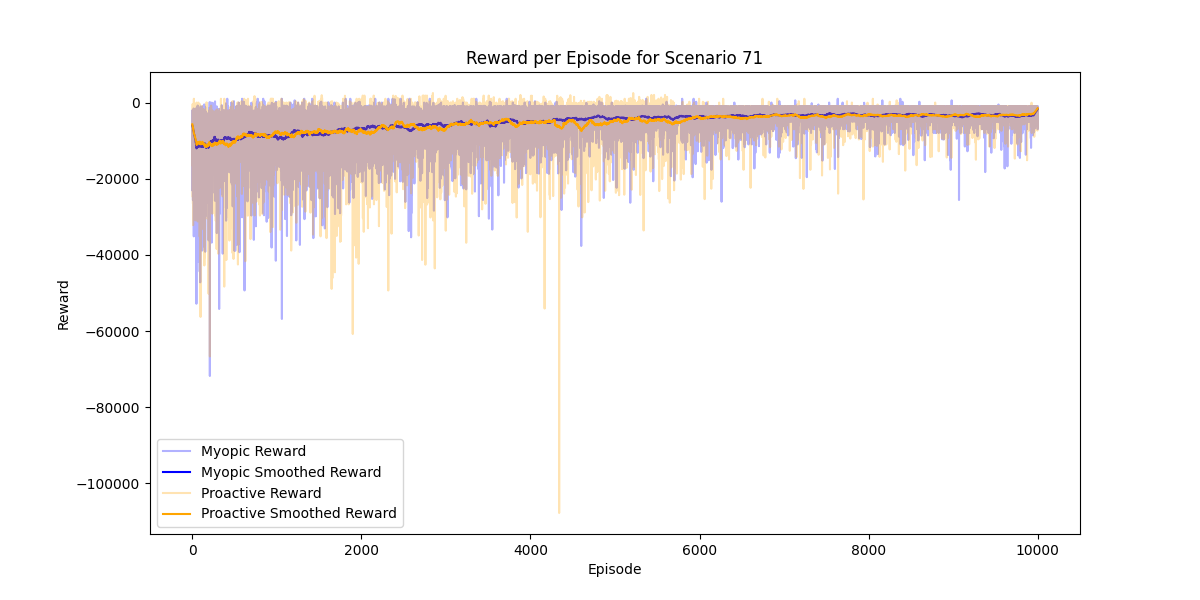 Reward per Episode for Scenario 71
Reward
0
−20000
−40000
−60000
−80000
−100000
Myopic Reward
Myopic Smoothed Reward
Proactive Reward
Proactive Smoothed Reward
0 2000 4000 6000 8000 10000
Episode